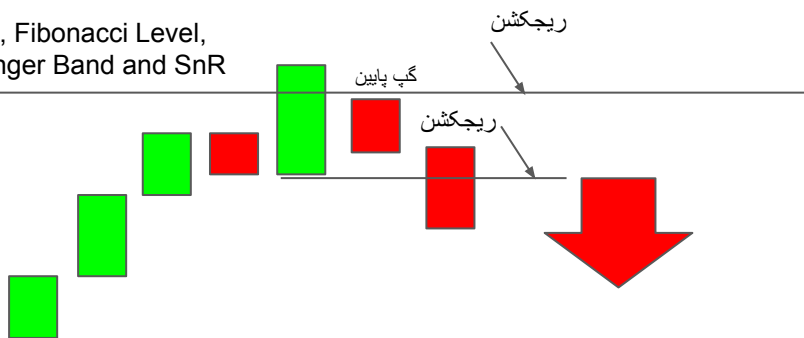 , Fibonacci Level,
nger Band and SnR
ریجکشن
گپ پایین
ریجکشن